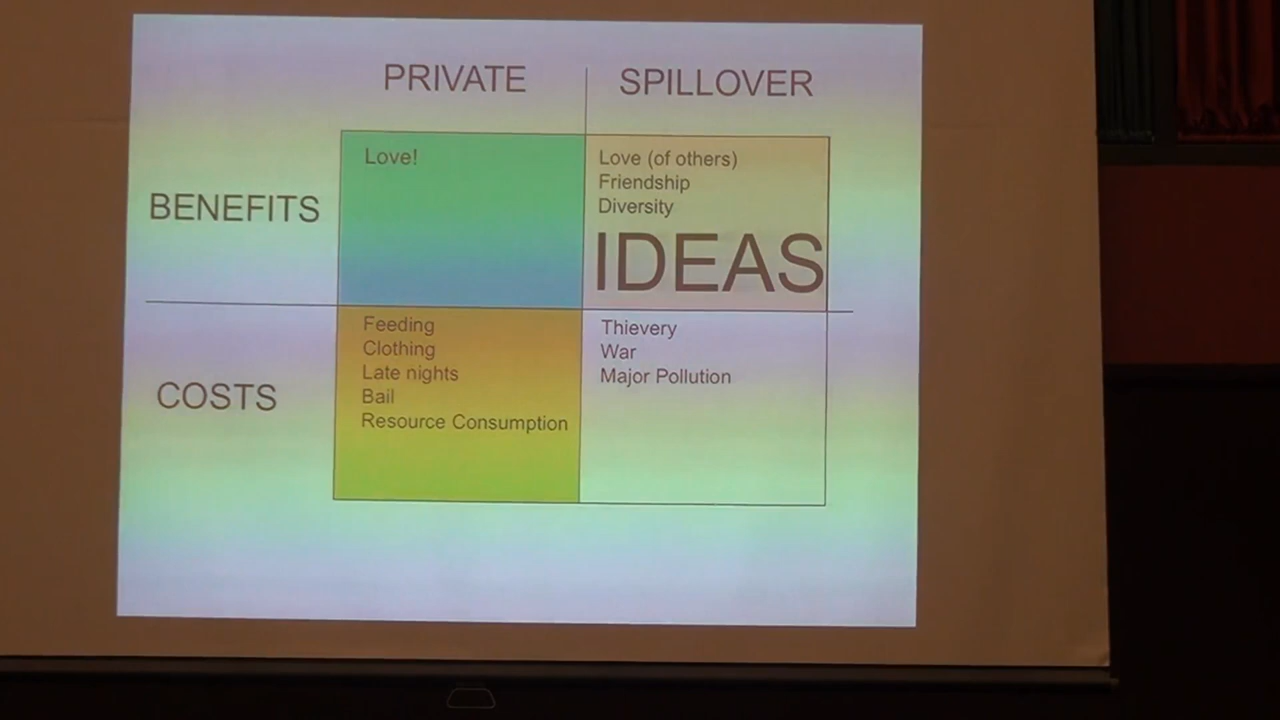 PRIVATE
SPILLOVER
BENEFITS
Love!
Love (of others)
Friendship
Diversity
IDEAS
COSTS
Feeding
Clothing
Late nights
Bail
Resource Consumption
Thievery
War
Major Pollution